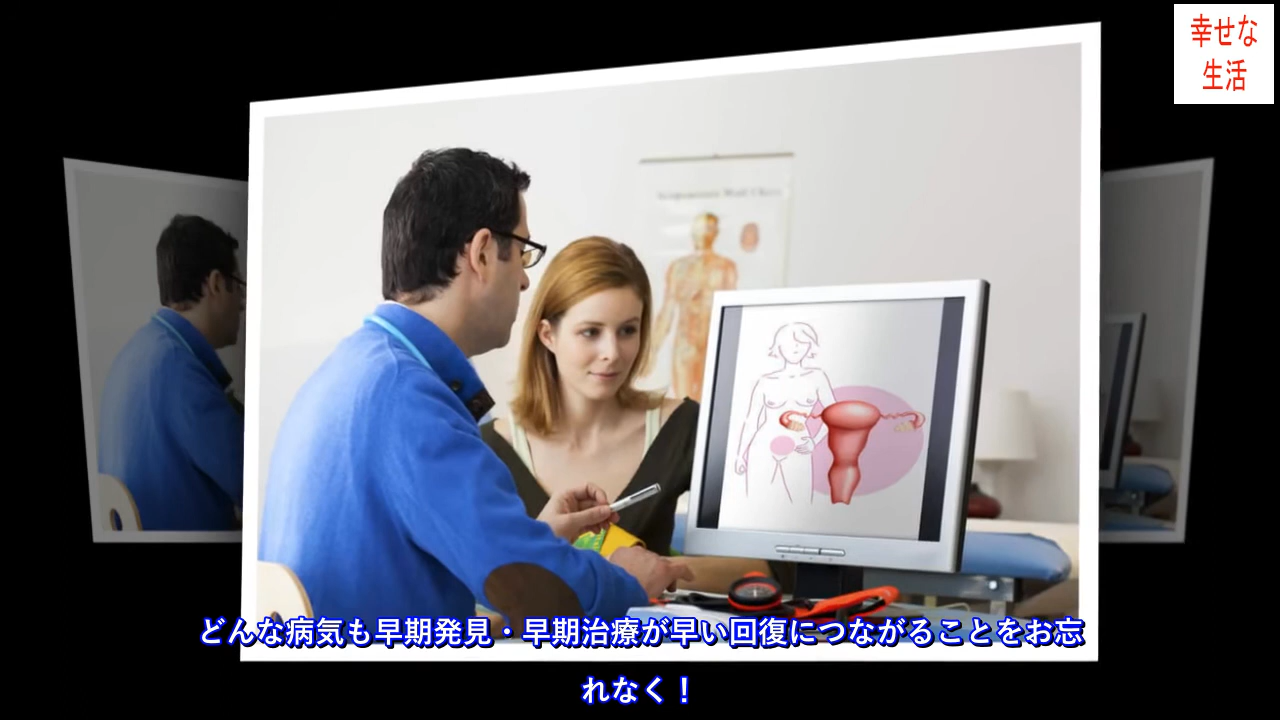 幸せな
生活
どんな病気も早期発見・早期治療が早い回復につながることをお忘
れなく！